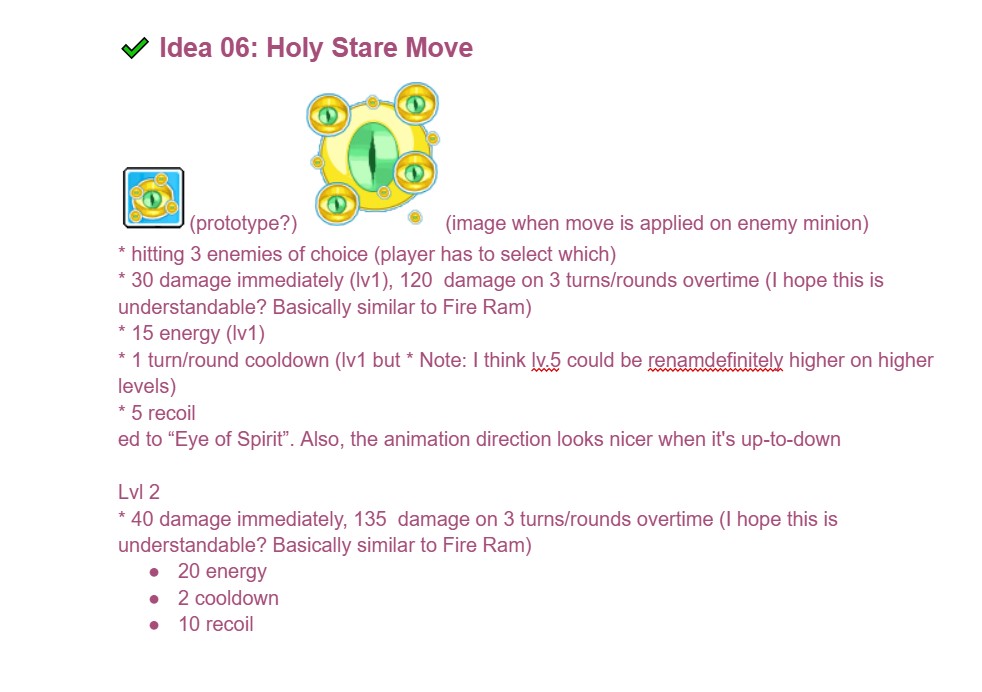 Idea 06: Holy Stare Move
(prototype?)
(image when move is applied on enemy minion)
* hitting 3 enemies of choice (player has to select which)
* 30 damage immediately (lv1), 120  damage on 3 turns/rounds overtime (I hope this is
understandable? Basically similar to Fire Ram)
* 15 energy (lv1)
* 1 turn/round cooldown (lv1 but * Note: I think lv.5 could be renamdefinitely higher on higher
levels)
* 5 recoil
ed to “Eye of Spirit”. Also, the animation direction looks nicer when it's up-to-down
Lvl 2
* 40 damage immediately, 135  damage on 3 turns/rounds overtime (I hope this is
understandable? Basically similar to Fire Ram)
● 20 energy
● 2 cooldown
● 10 recoil